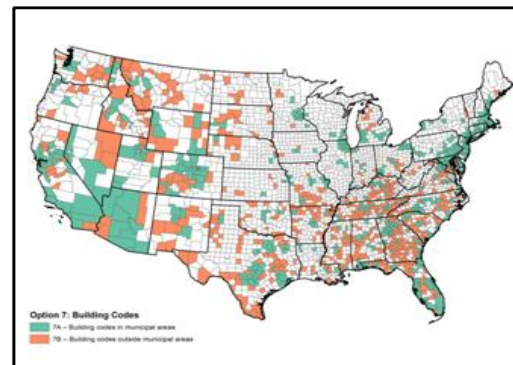 Option 7: Building Codes
7A – Building codes in municipal areas
7B – Building codes outside municipal areas